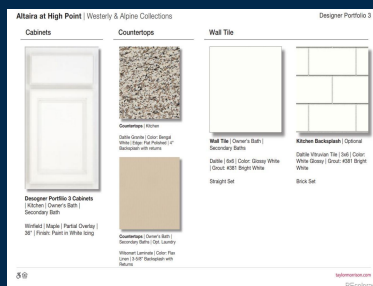 Altaira at High Point | Westerly & Alpine Collections
Designer Portfolio 3
Cabinets
Countertops
Wall Tile
Countertops | Kitchen
Daltile Granite | Color: Bengal
White | Edge: Flat Polished | 4"
Backsplash with returns
Wall Tile | Owner's Bath |
Secondary Baths
Daltile | 6x6 | Color: Glossy White
| Grout: #381 Bright White
Straight Set
Kitchen Backsplash | Optional
Daltile Vitruvian Tile | 3x6 | Color:
White Glossy | Grout: #381 Bright
White
Brick Set
Desogner Portfilio 3 Cabinets
| Kitchen | Owner's Bath |
Secondary Bath
Winfield | Maple | Partial Overlay |
36" | Finish: Paint in White Icing
Countertops | Owner's Bath |
Secondary Baths | Opt. Laundry
Wilsonart Laminate | Color: Flax
Linen | 3-5/8" Backsplash with
Returns
taylormorrison.com